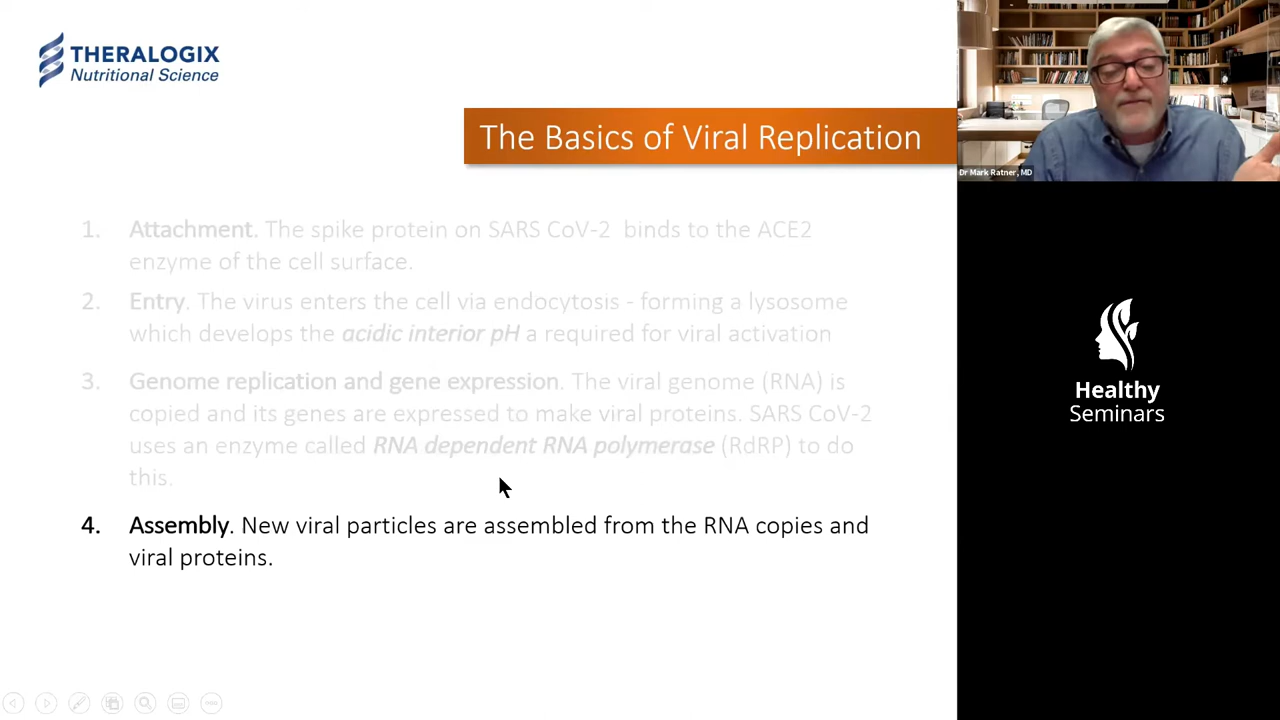 THERALOGIX
Nutritional Science
The Basics of Viral Replication
Dr Mark Ratner, MD
1. Attachment. The spike protein on SARS CoV-2 binds to the ACE2
enzyme of the cell surface.
2. Entry. The virus enters the cell via endocytosis - forming a lysosome
which develops the acidic interior pH a required for viral activation
3. Genome replication and gene expression. The viral genome (RNA) is
copied and its genes are expressed to make viral proteins. SARS CoV-2
uses an enzyme called RNA dependent RNA polymerase (RdRP) to do
this.
4. Assembly. New viral particles are assembled from the RNA copies and
viral proteins.
Healthy
Seminars